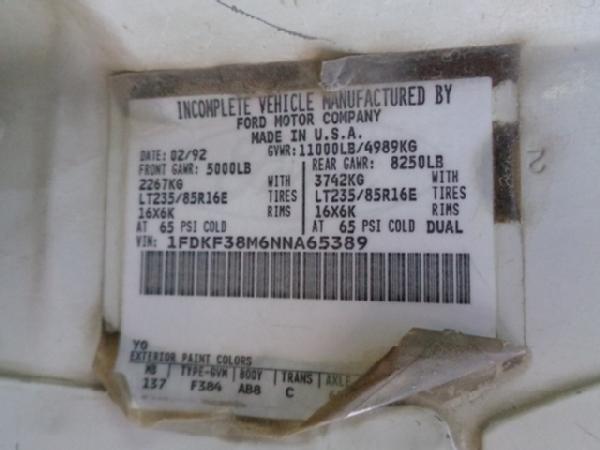 INCOMPLETE VEHICLE MANUFACTURED BY
FORD MOTOR COMPANY
MADE IN U.S.A.
DATE: 02/92 GVWR: 11000LB/4989KG
FRONT GAWR: 5000LB REAR GAWR: 8250LB
2267KG WITH 3742KG WITH
LT235/85R16E TIRES LT235/85R16E TIRES
16X6K RIMS 16X6K RIMS
AT 65 PSI COLD AT 65 PSI COLD DUAL
VIN: 1FDKF38M6NNA65389
YO
EXTERIOR PAINT COLORS
WB TYPE-GVM BODY TRANS AXLE
137 F384 AB8 C
2